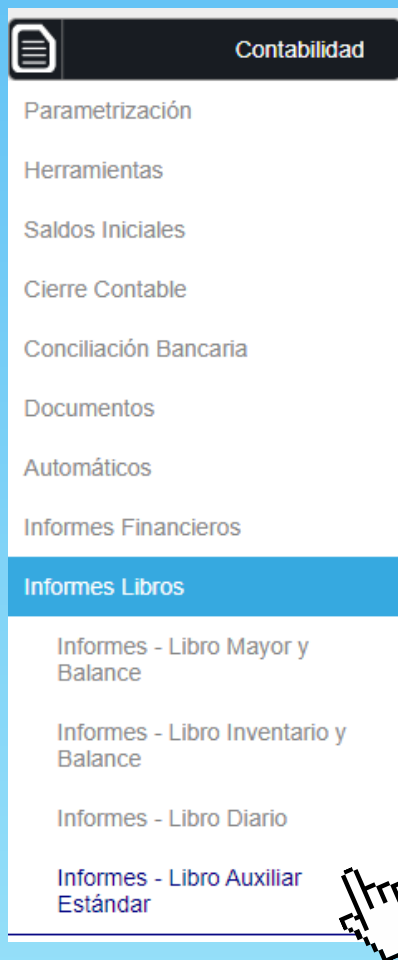 Contabilidad
Parametrización
Herramientas
Saldos Iniciales
Cierre Contable
Conciliación Bancaria
Documentos
Automáticos
Informes Financieros
Informes Libros
Informes - Libro Mayor y
Balance
Informes - Libro Inventario y
Balance
Informes - Libro Diario
Informes - Libro Auxiliar
Estándar